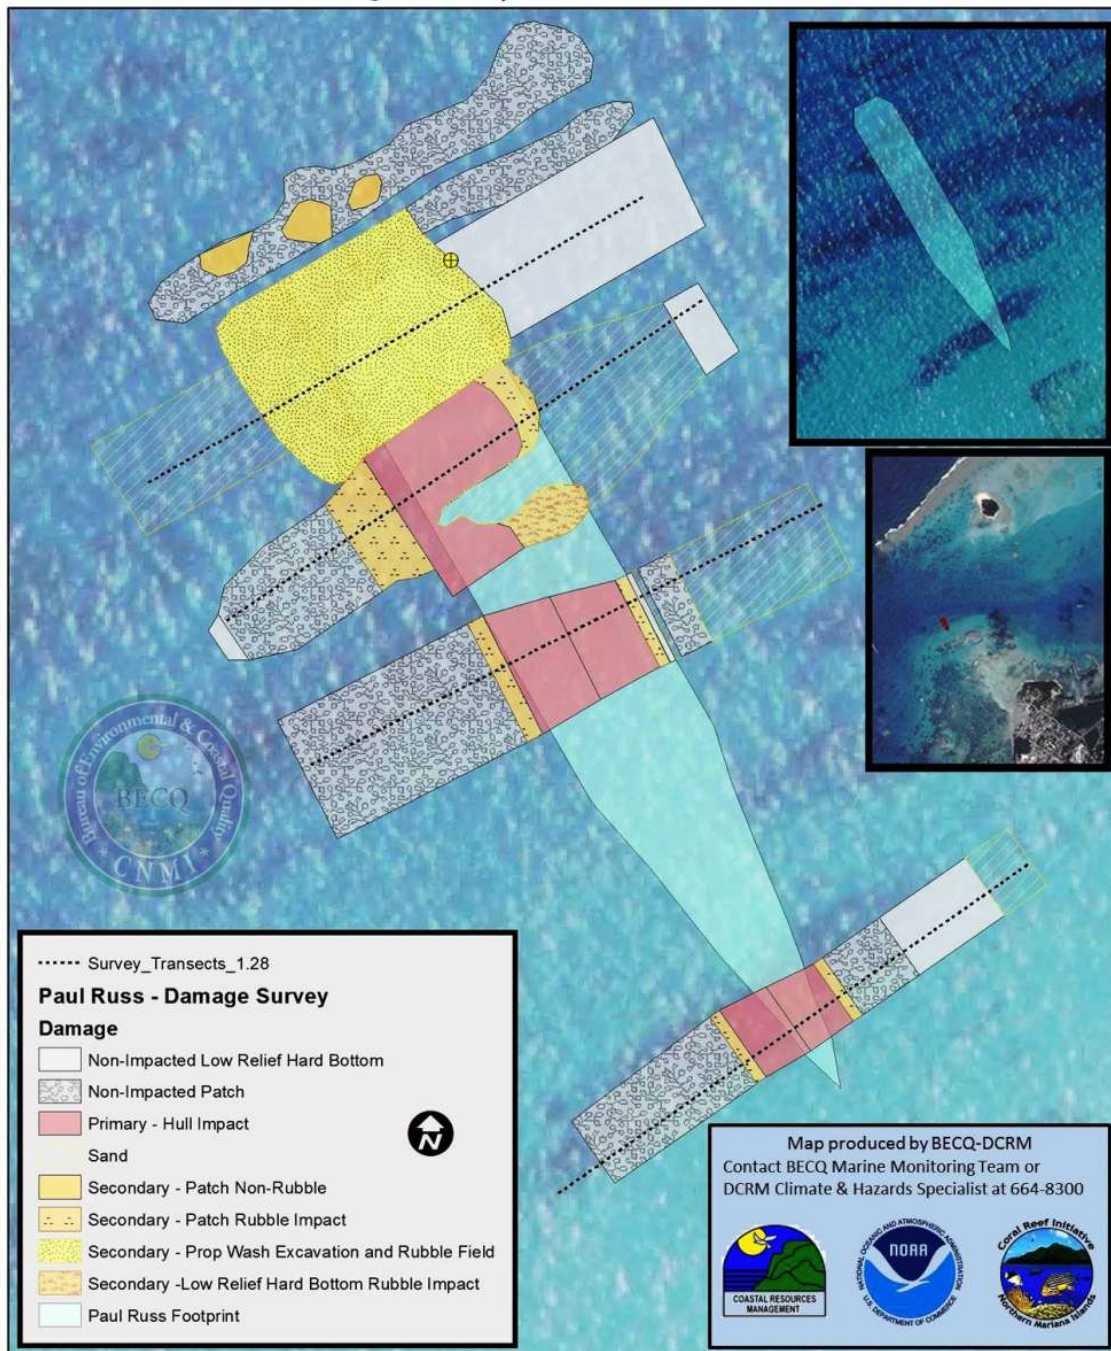 BECQ
Bureau of Environmental & Coastal Quality
* CNMI *
Survey_Transects_1.28
Paul Russ - Damage Survey
Damage
Non-Impacted Low Relief Hard Bottom
Non-Impacted Patch
Primary - Hull Impact
Sand
Secondary - Patch Non-Rubble
Secondary - Patch Rubble Impact
Secondary - Prop Wash Excavation and Rubble Field
Secondary -Low Relief Hard Bottom Rubble Impact
Paul Russ Footprint
N
Map produced by BECQ-DCRM
Contact BECQ Marine Monitoring Team or
DCRM Climate & Hazards Specialist at 664-8300
COASTAL RESOURCES
MANAGEMENT
NATIONAL OCEANIC AND ATMOSPHERIC ADMINISTRATION
NOAA
U.S. DEPARTMENT OF COMMERCE
Coral Reef Initiative
Northern Mariana Islands